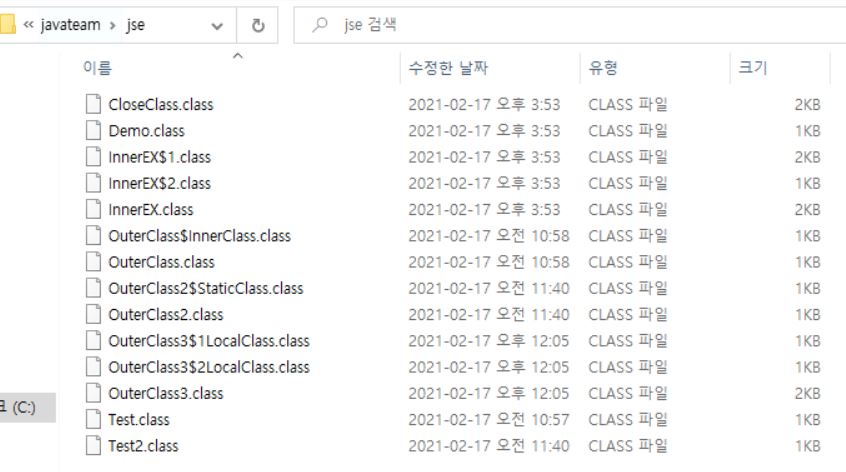 « javateam > jse
jse 검색
이름 수정한 날짜 유형 크기
CloseClass.class 2021-02-17 오후 3:53 CLASS 파일 2KB
Demo.class 2021-02-17 오후 3:53 CLASS 파일 1KB
InnerEX$1.class 2021-02-17 오후 3:53 CLASS 파일 2KB
InnerEX$2.class 2021-02-17 오후 3:53 CLASS 파일 1KB
InnerEX.class 2021-02-17 오후 3:53 CLASS 파일 2KB
OuterClass$InnerClass.class 2021-02-17 오전 10:58 CLASS 파일 1KB
OuterClass.class 2021-02-17 오전 10:58 CLASS 파일 1KB
OuterClass2$StaticClass.class 2021-02-17 오전 11:40 CLASS 파일 1KB
OuterClass2.class 2021-02-17 오전 11:40 CLASS 파일 1KB
OuterClass3$1LocalClass.class 2021-02-17 오후 12:05 CLASS 파일 1KB
OuterClass3$2LocalClass.class 2021-02-17 오후 12:05 CLASS 파일 1KB
OuterClass3.class 2021-02-17 오후 12:05 CLASS 파일 2KB
(C:)
Test.class 2021-02-17 오전 10:57 CLASS 파일 1KB
Test2.class 2021-02-17 오전 11:40 CLASS 파일 1KB